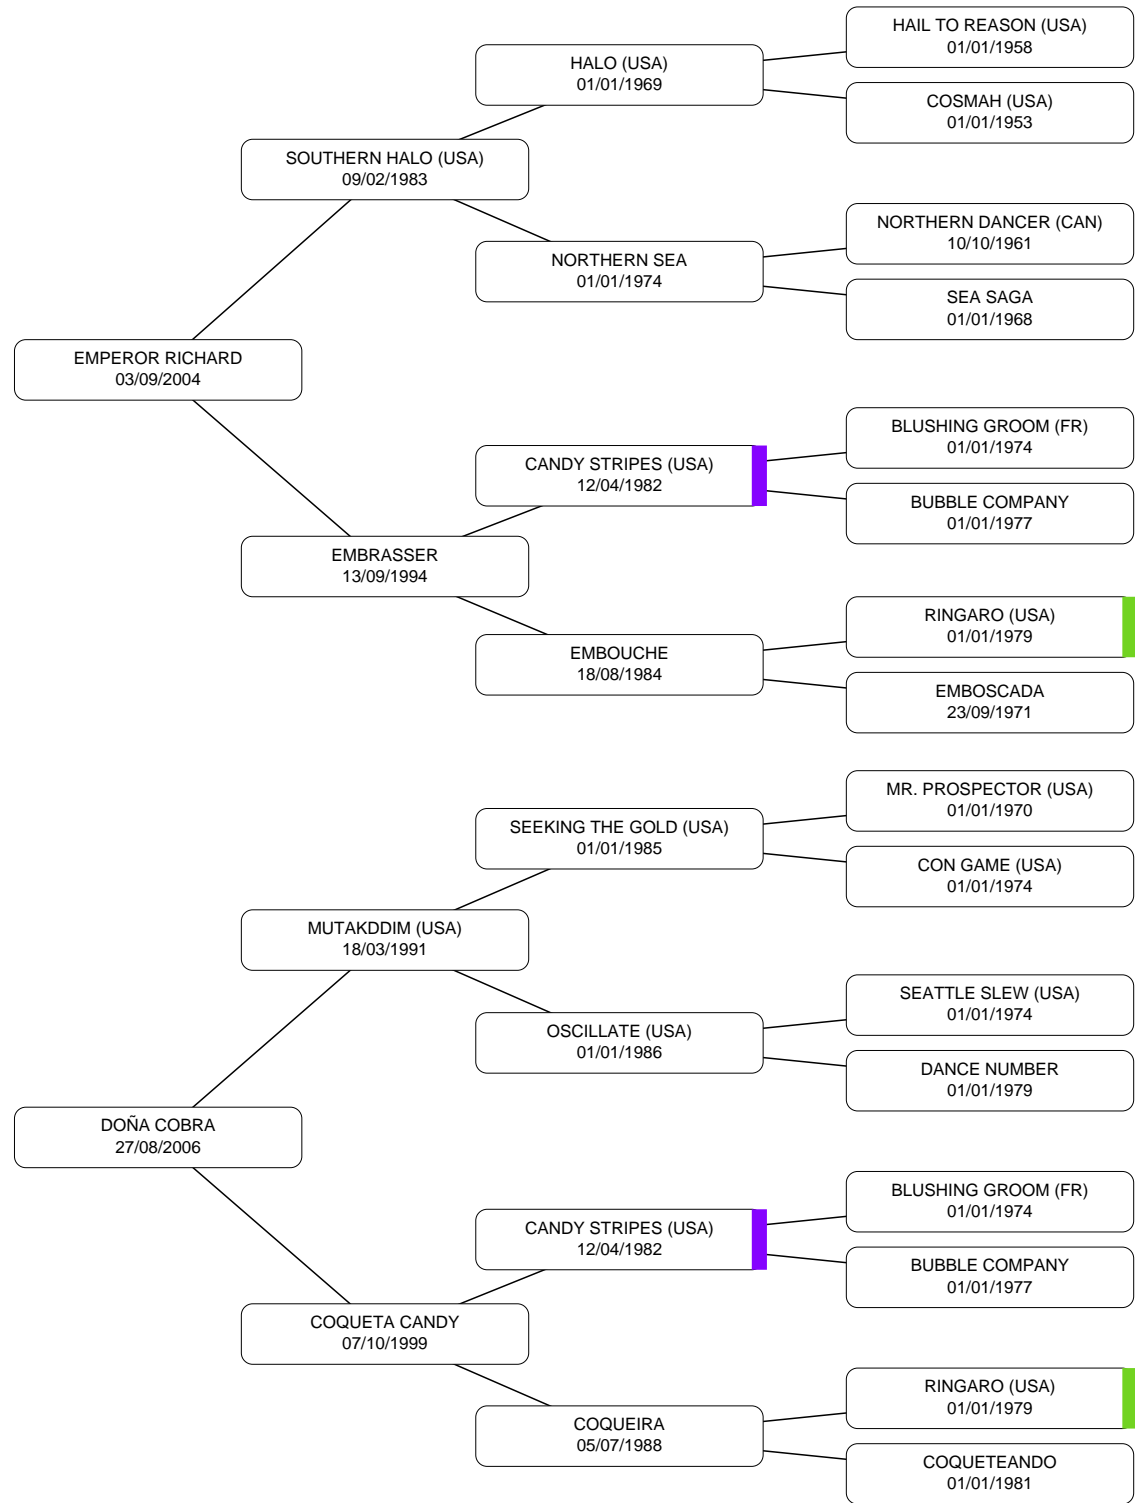 HAIL TO REASON (USA)
01/01/1958
HALO (USA)
01/01/1969
COSMAH (USA)
01/01/1953
SOUTHERN HALO (USA)
09/02/1983
NORTHERN DANCER (CAN)
10/10/1961
NORTHERN SEA
01/01/1974
SEA SAGA
01/01/1968
EMPEROR RICHARD
03/09/2004
BLUSHING GROOM (FR)
01/01/1974
CANDY STRIPES (USA)
12/04/1982
BUBBLE COMPANY
01/01/1977
EMBRASSER
13/09/1994
RINGARO (USA)
01/01/1979
EMBOUCHE
18/08/1984
EMBOSCADA
23/09/1971
MR. PROSPECTOR (USA)
01/01/1970
SEEKING THE GOLD (USA)
01/01/1985
CON GAME (USA)
01/01/1974
MUTAKDDIM (USA)
18/03/1991
SEATTLE SLEW (USA)
01/01/1974
OSCILLATE (USA)
01/01/1986
DANCE NUMBER
01/01/1979
DOÑA COBRA
27/08/2006
BLUSHING GROOM (FR)
01/01/1974
CANDY STRIPES (USA)
12/04/1982
BUBBLE COMPANY
01/01/1977
COQUETA CANDY
07/10/1999
RINGARO (USA)
01/01/1979
COQUEIRA
05/07/1988
COQUETEANDO
01/01/1981